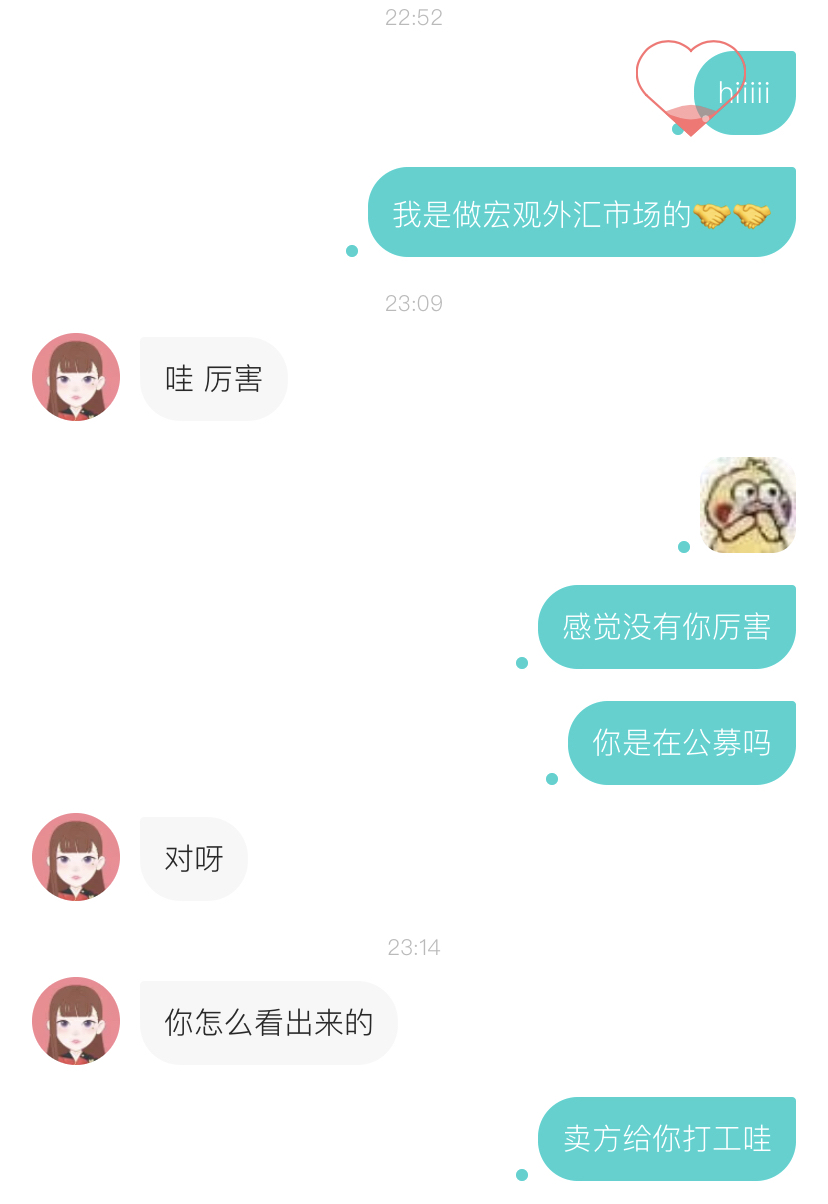 22:52
hiiiiii
我是做宏观外汇市场的🤝🤝
23:09
哇 厉害
感觉没有你厉害
你是在公募吗
对呀
23:14
你怎么看出来的
卖方给你打工哇